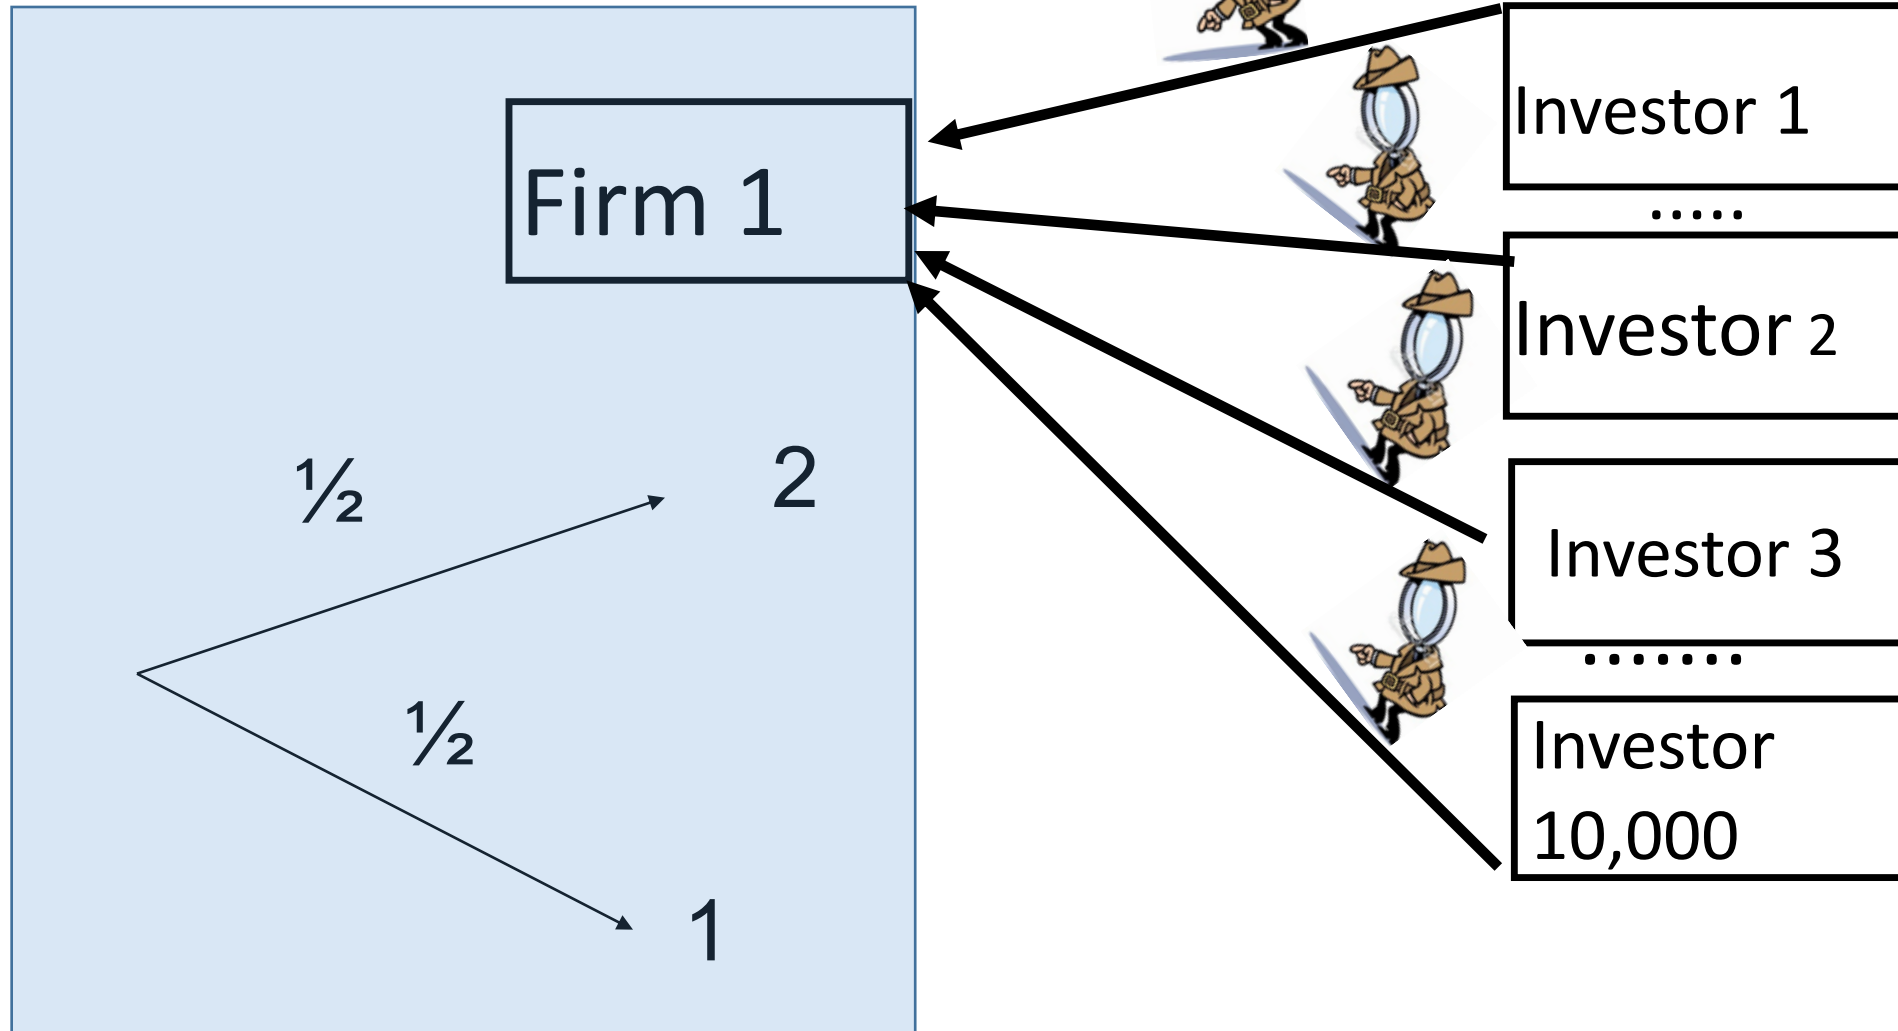 Firm 1
½
2
½
1
Investor 1
.....
Investor 2
Investor 3
.......
Investor
10,000